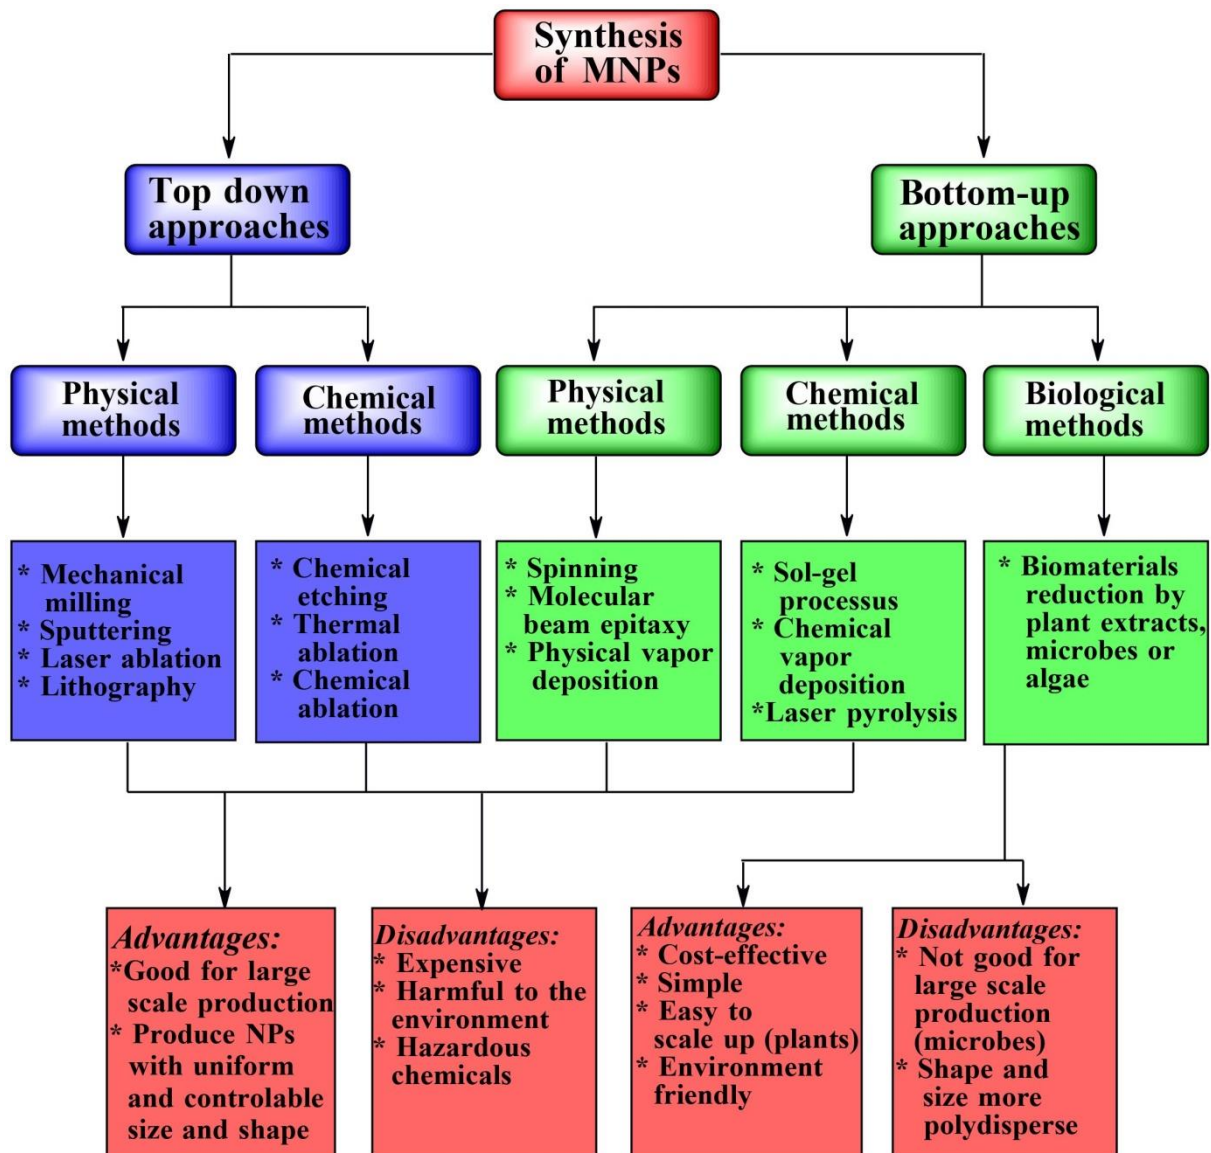 Synthesis
of MNPs
Top down
approaches
Bottom-up
approaches
Physical
methods
Chemical
methods
Physical
methods
Chemical
methods
Biological
methods
* Mechanical
milling
* Sputtering
* Laser ablation
* Lithography
* Chemical
etching
* Thermal
ablation
* Chemical
ablation
* Spinning
* Molecular
beam epitaxy
* Physical vapor
deposition
* Sol-gel
processus
* Chemical
vapor
deposition
*Laser pyrolysis
* Biomaterials
reduction by
plant extracts,
microbes or
algae
Advantages:
*Good for large
scale production
* Produce NPs
with uniform
and controlable
size and shape
Disadvantages:
* Expensive
* Harmful to the
environment
* Hazardous
chemicals
Advantages:
* Cost-effective
* Simple
* Easy to
scale up (plants)
* Environment
friendly
Disadvantages:
* Not good for
large scale
production
(microbes)
* Shape and
size more
polydisperse